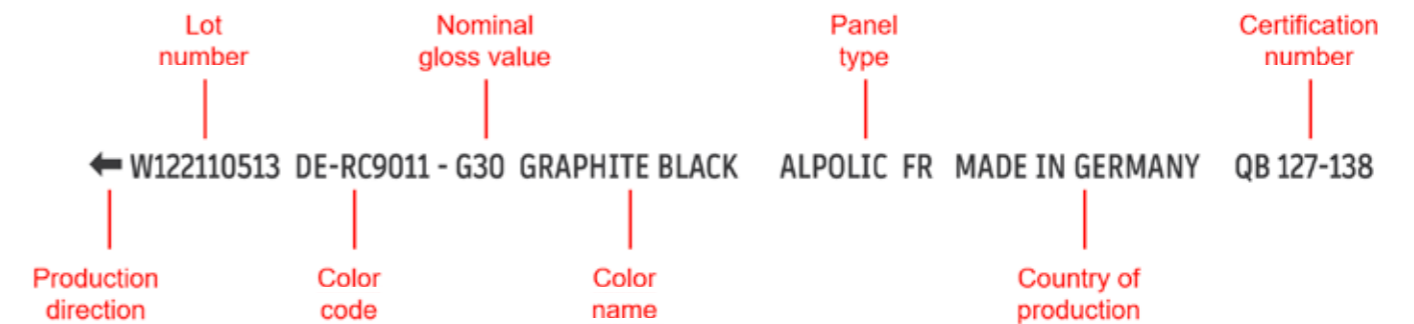 Lot number
Nominal gloss value
Panel type
Certification number
W122110513 DE-RC9011 - G30 GRAPHITE BLACK ALPOLIC FR MADE IN GERMANY QB 127-138
Production direction
Color code
Color name
Country of production